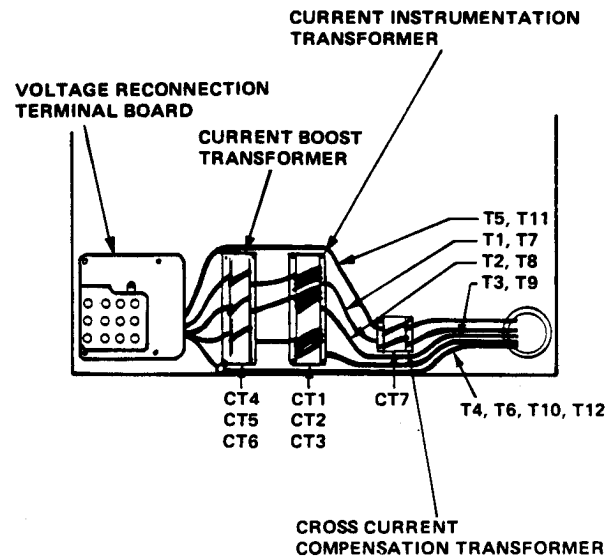 CURRENT INSTRUMENTATION
TRANSFORMER
VOLTAGE RECONNECTION
TERMINAL BOARD
CURRENT BOOST
TRANSFORMER
T5, T11
T1, T7
T2, T8
T3, T9
CT4
CT5
CT6
CT1
CT2
CT3
CT7
T4, T6, T10, T12
CROSS CURRENT
COMPENSATION TRANSFORMER